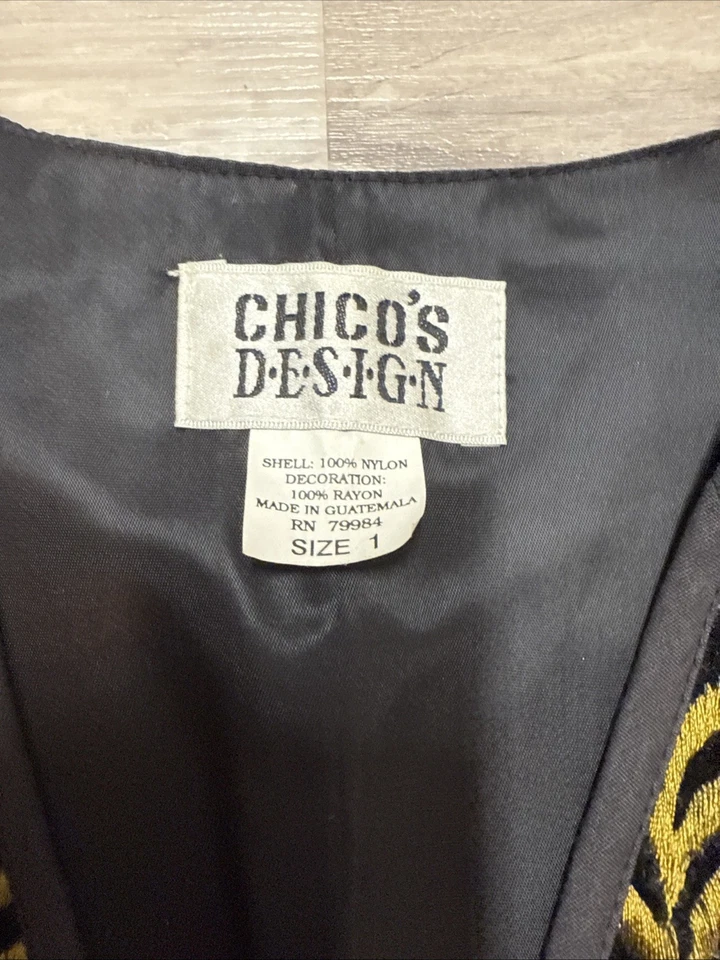 CHICO'S
D·E·S·I·G·N
SHELL: 100% NYLON
DECORATION:
100% RAYON
MADE IN GUATEMALA
RN 79984
SIZE 1